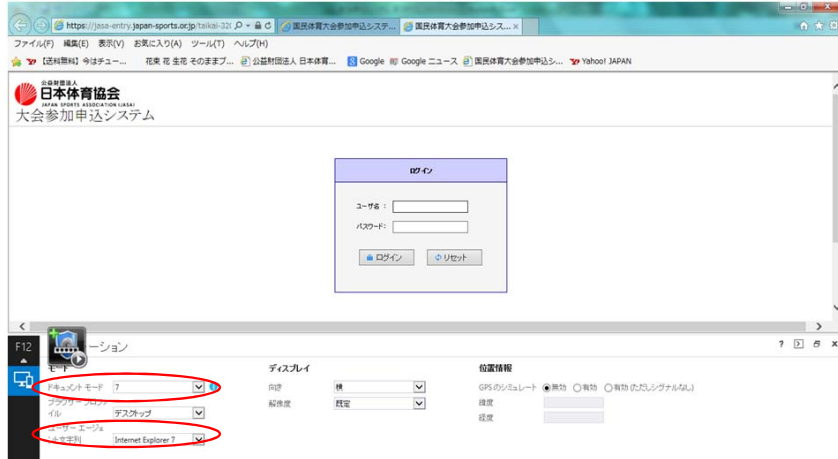 https://jasa-entry.japan-sports.or.jp/taikai-32( 国民体育大会参加申込システ... 国民体育大会参加申込シス... ×
ファイル(F) 編集(E) 表示(V) お気に入り(A) ツール(T) ヘルプ(H)
【送料無料】今はチュー... 花束 花 生花 そのままブ... 公益財団法人 日本体育... Google Google ニュース 国民体育大会参加申込シ... Yahoo! JAPAN
公益財団法人
日本体育協会
JAPAN SPORTS ASSOCIATION (JASA)
大会参加申込システム
ログイン
ユーザ名 :
パスワード:
ログイン リセット
F12 ーション ?
モード ディスプレイ 位置情報
ドキュメント モード 7 向き 横 GPS のシミュレート 無効 有効 有効 (ただしシグナルなし)
ブラウザー プロファ
イル デスクトップ 解像度 既定 緯度
ユーザー エージェ 経度
ント文字列 Internet Explorer 7